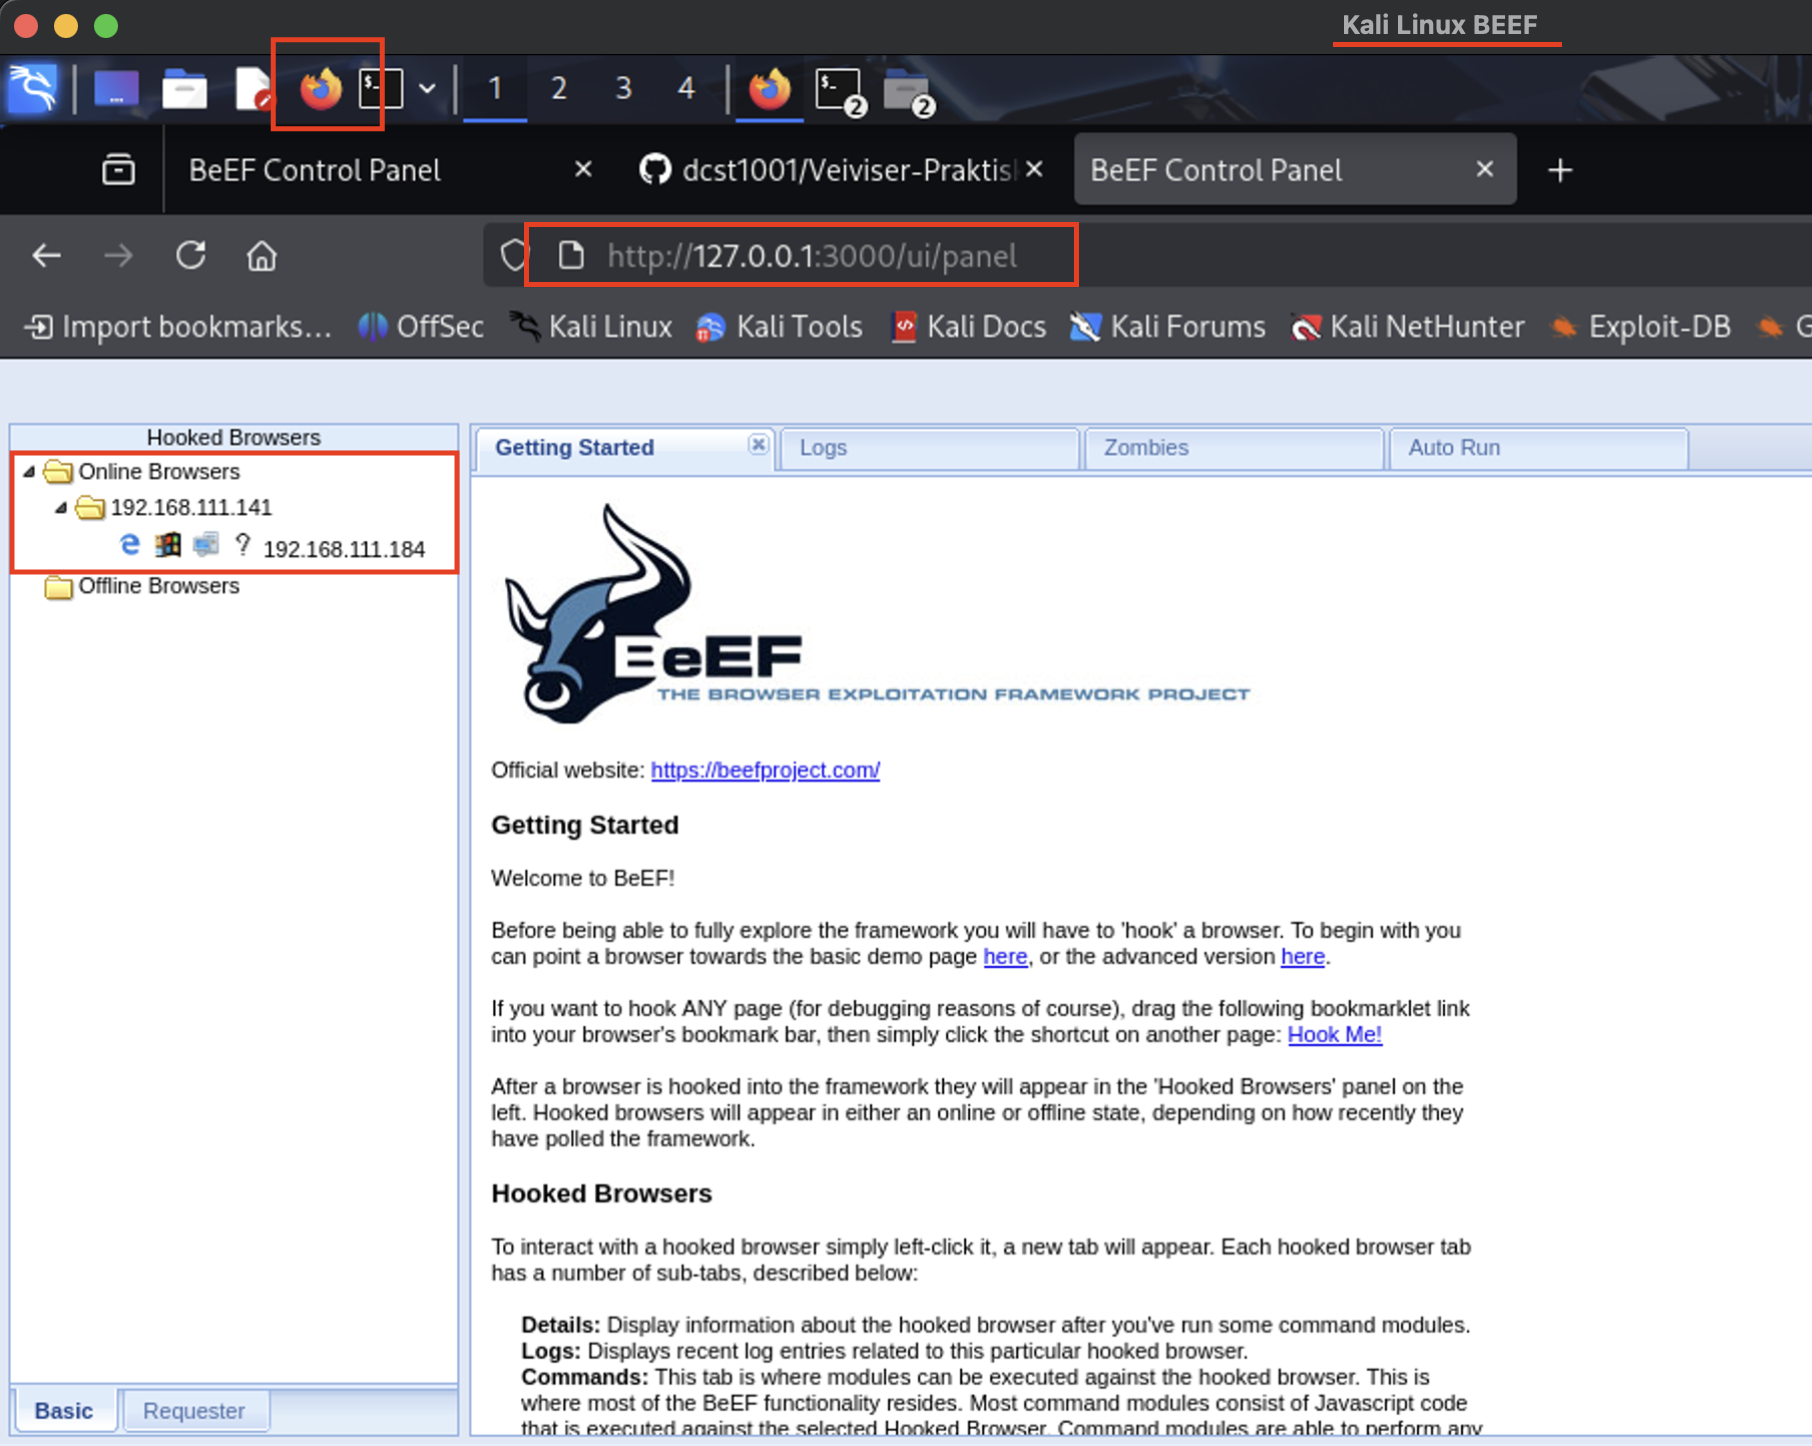 Kali Linux BEEF
1 2 3 4 2 2
BeEF Control Panel
dcst1001/Veiviser-Praktis
BeEF Control Panel
http://127.0.0.1:3000/ui/panel
Import bookmarks... OffSec Kali Linux Kali Tools Kali Docs Kali Forums Kali NetHunter Exploit-DB G
Hooked Browsers
Online Browsers
192.168.111.141
? 192.168.111.184
Offline Browsers
Basic Requester
Getting Started Logs Zombies Auto Run
BeEF
THE BROWSER EXPLOITATION FRAMEWORK PROJECT
Official website: https://beefproject.com/
Getting Started
Welcome to BeEF!
Before being able to fully explore the framework you will have to 'hook' a browser. To begin with you
can point a browser towards the basic demo page here, or the advanced version here.
If you want to hook ANY page (for debugging reasons of course), drag the following bookmarklet link
into your browser's bookmark bar, then simply click the shortcut on another page: Hook Me!
After a browser is hooked into the framework they will appear in the 'Hooked Browsers' panel on the
left. Hooked browsers will appear in either an online or offline state, depending on how recently they
have polled the framework.
Hooked Browsers
To interact with a hooked browser simply left-click it, a new tab will appear. Each hooked browser tab
has a number of sub-tabs, described below:
Details: Display information about the hooked browser after you've run some command modules.
Logs: Displays recent log entries related to this particular hooked browser.
Commands: This tab is where modules can be executed against the hooked browser. This is
where most of the BeEF functionality resides. Most command modules consist of Javascript code
that is executed against the selected Hooked Browser. Command modules are able to perform any